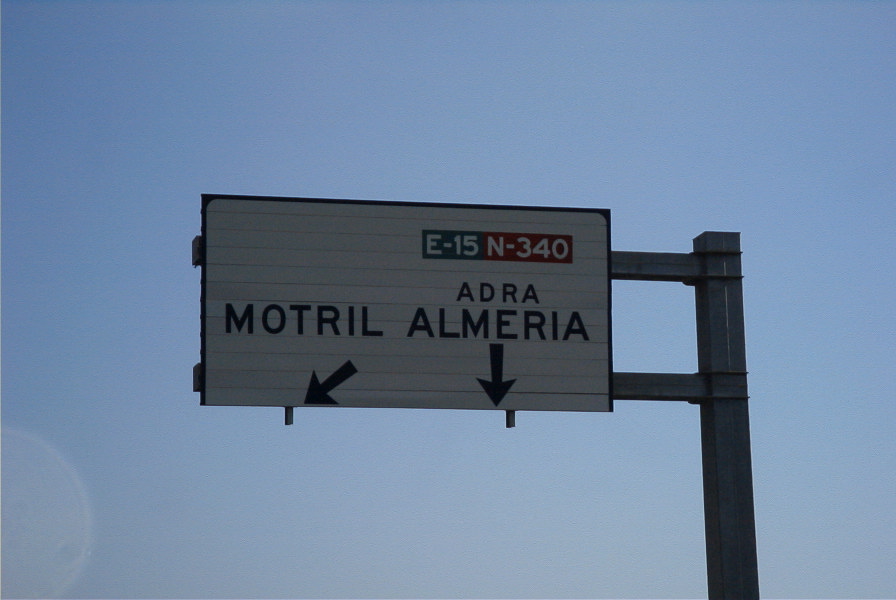 E-15 N-340
ADRA
MOTRIL ALMERIA